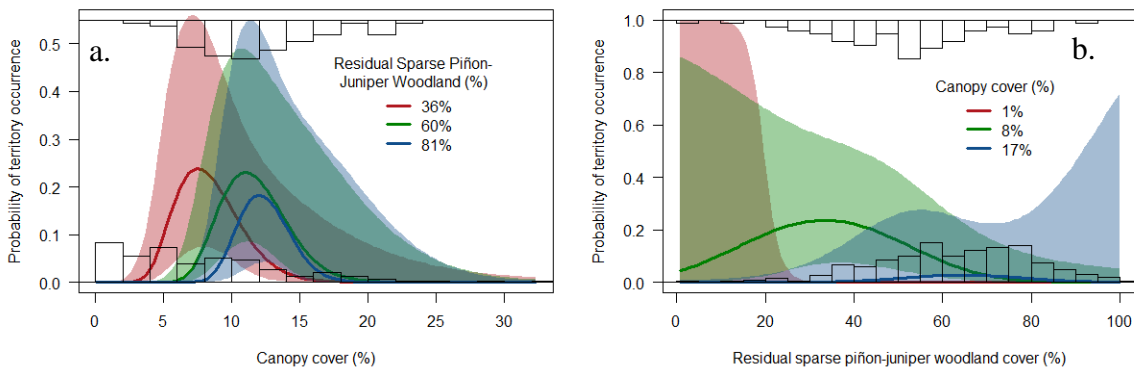 a.
Residual Sparse Piñon-
Juniper Woodland (%)
36%
60%
81%
Probability of territory occurrence
0.5
0.4
0.3
0.2
0.1
0.0
0 5 10 15 20 25 30
Canopy cover (%)
b.
Canopy cover (%)
1%
8%
17%
Probability of territory occurrence
1.0
0.8
0.6
0.4
0.2
0.0
0 20 40 60 80 100
Residual sparse piñon-juniper woodland cover (%)